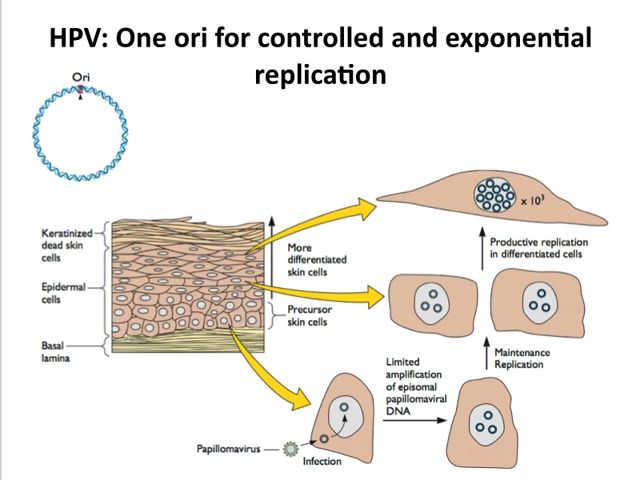 HPV: One ori for controlled and exponential
replication
Ori
Keratinized
dead skin
cells
Epidermal
cells
Basal
lamina
More
differentiated
skin cells
Precursor
skin cells
x 10³
Productive replication
in differentiated cells
Maintenance
Replication
Limited
amplification
of episomal
papillomaviral
DNA
Papillomavirus
Infection